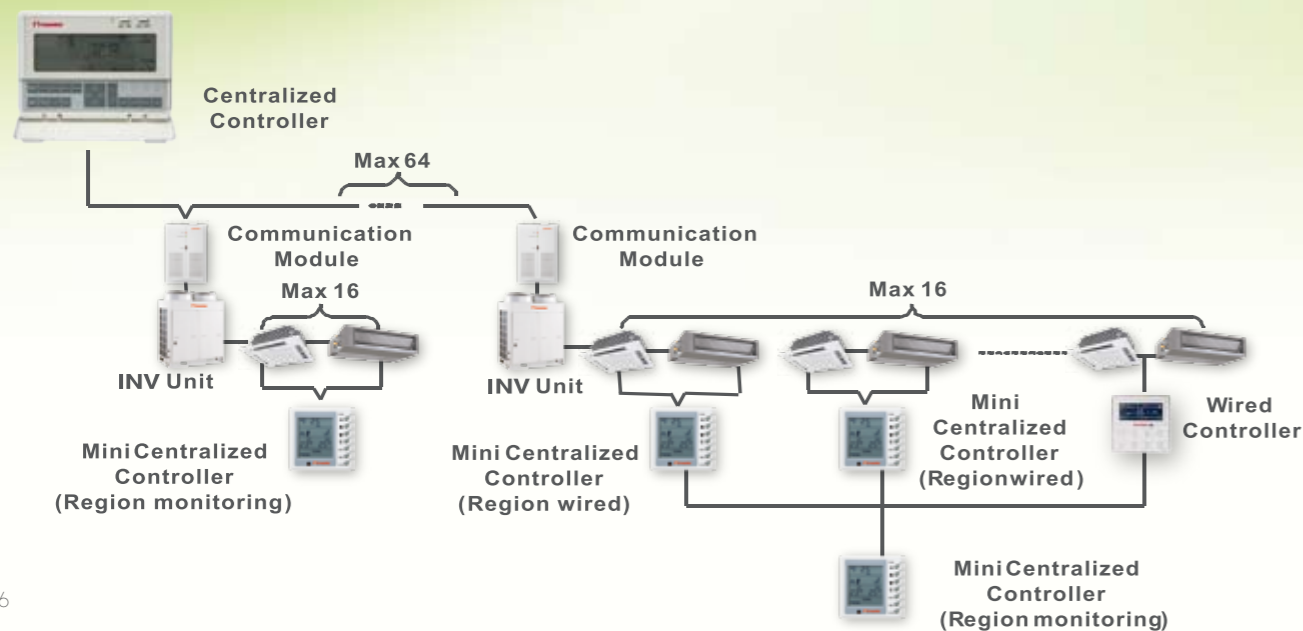 Centralized
Controller
Max 64
Communication
Module
Communication
Module
Max 16
Max 16
INV Unit
INV Unit
Mini Centralized
Controller
(Region monitoring)
Mini Centralized
Controller
(Region wired)
Mini
Centralized
Controller
(Regionwired)
Wired
Controller
Mini Centralized
Controller
(Region monitoring)
6